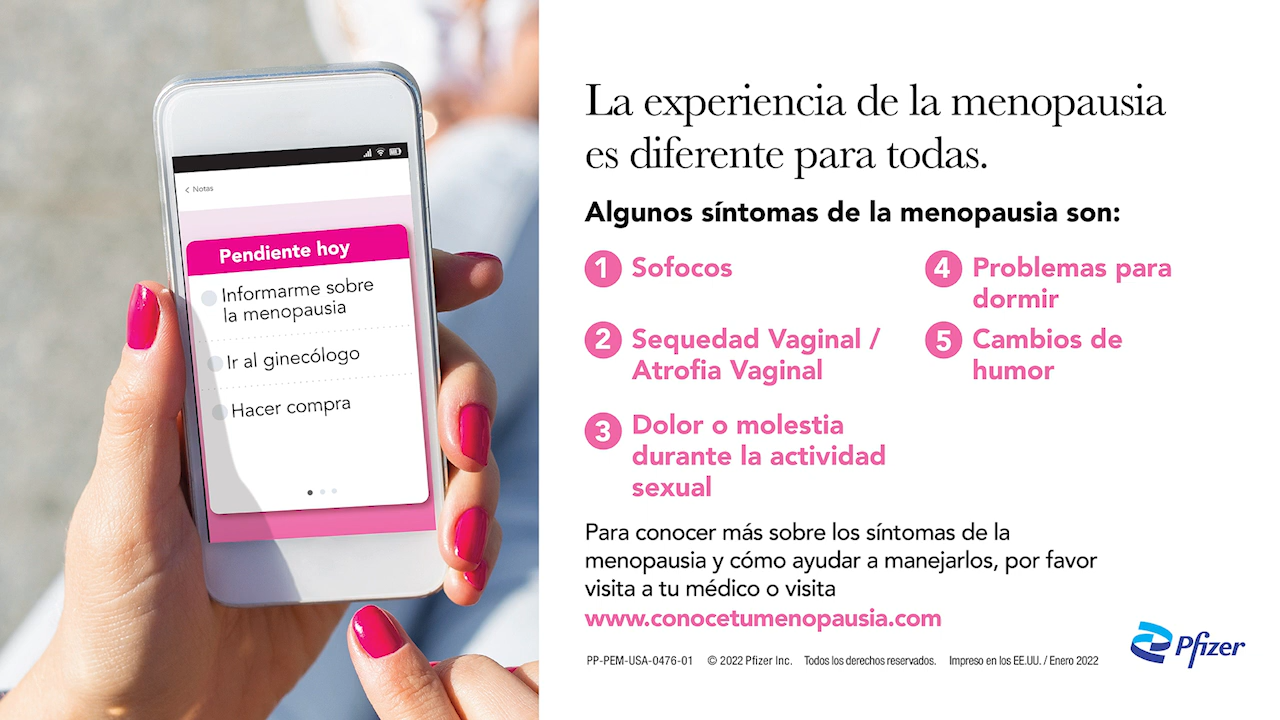 Notas
Pendiente hoy
Informarme sobre
la menopausia
Ir al ginecólogo
Hacer compra
La experiencia de la menopausia
es diferente para todas.
Algunos síntomas de la menopausia son:
1 Sofocos
2 Sequedad Vaginal /
Atrofia Vaginal
3 Dolor o molestia
durante la actividad
sexual
4 Problemas para
dormir
5 Cambios de
humor
Para conocer más sobre los síntomas de la
menopausia y cómo ayudar a manejarlos, por favor
visita a tu médico o visita
www.conocetumenopausia.com
PP-PEM-USA-0476-01 © 2022 Pfizer Inc. Todos los derechos reservados. Impreso en los EE.UU. / Enero 2022
Pfizer